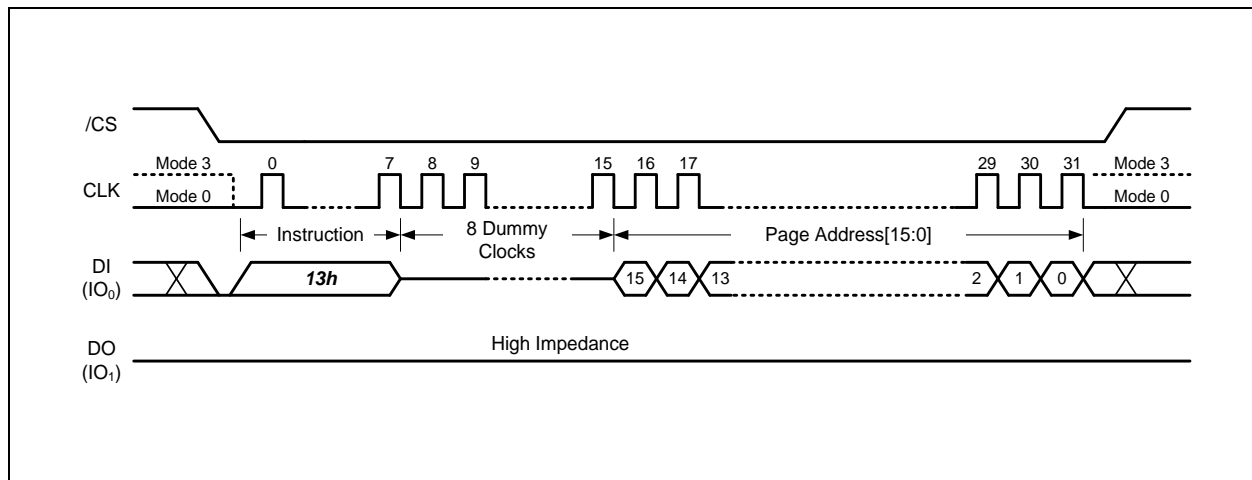 /CS
Mode 3 0 7 8 9 15 16 17 29 30 31 Mode 3
CLK
Mode 0 Mode 0
Instruction 8 Dummy Clocks Page Address[15:0]
DI
(IO₀)
13h 15 14 13 2 1 0
High Impedance
DO
(IO₁)